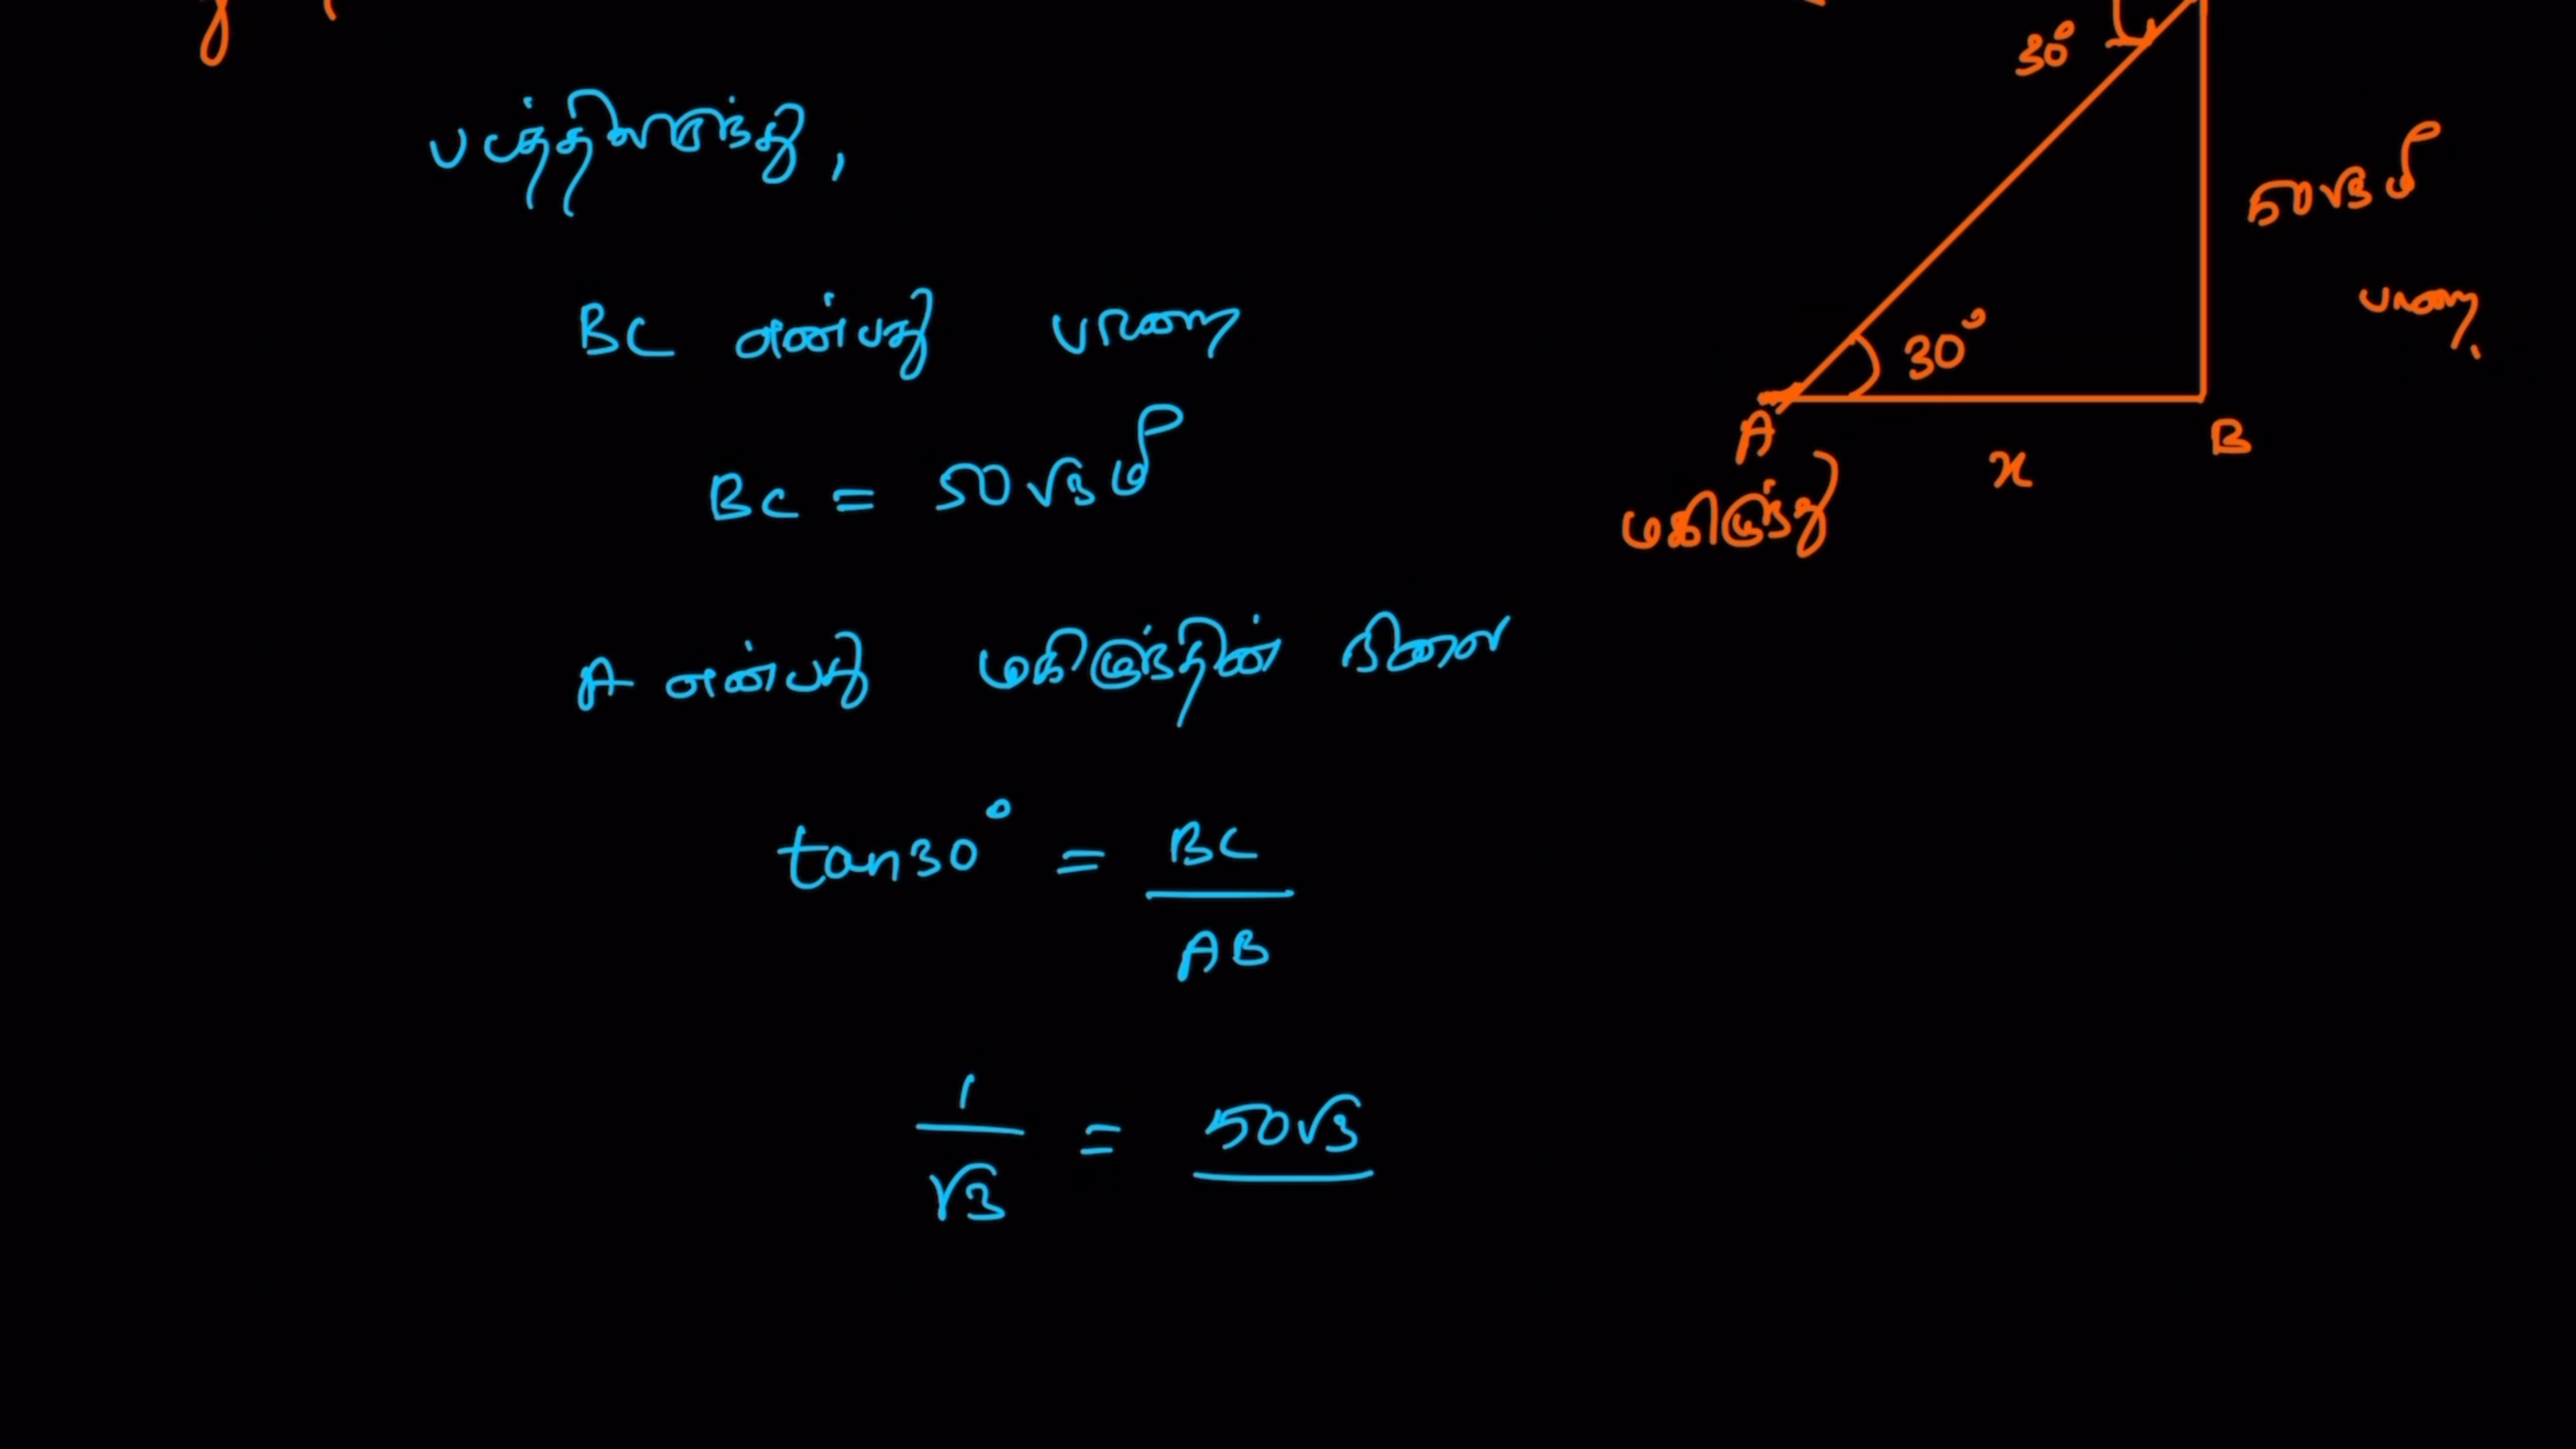 படத்திலிருந்து,
BC என்பது பாறை
BC = 50√3 மீ
A என்பது மகிழுந்தின் நிலை
tan30° = BC / AB
1 / √3 = 50√3
30°
50√3 மீ
பாறை
30°
A
B
x
மகிழுந்து